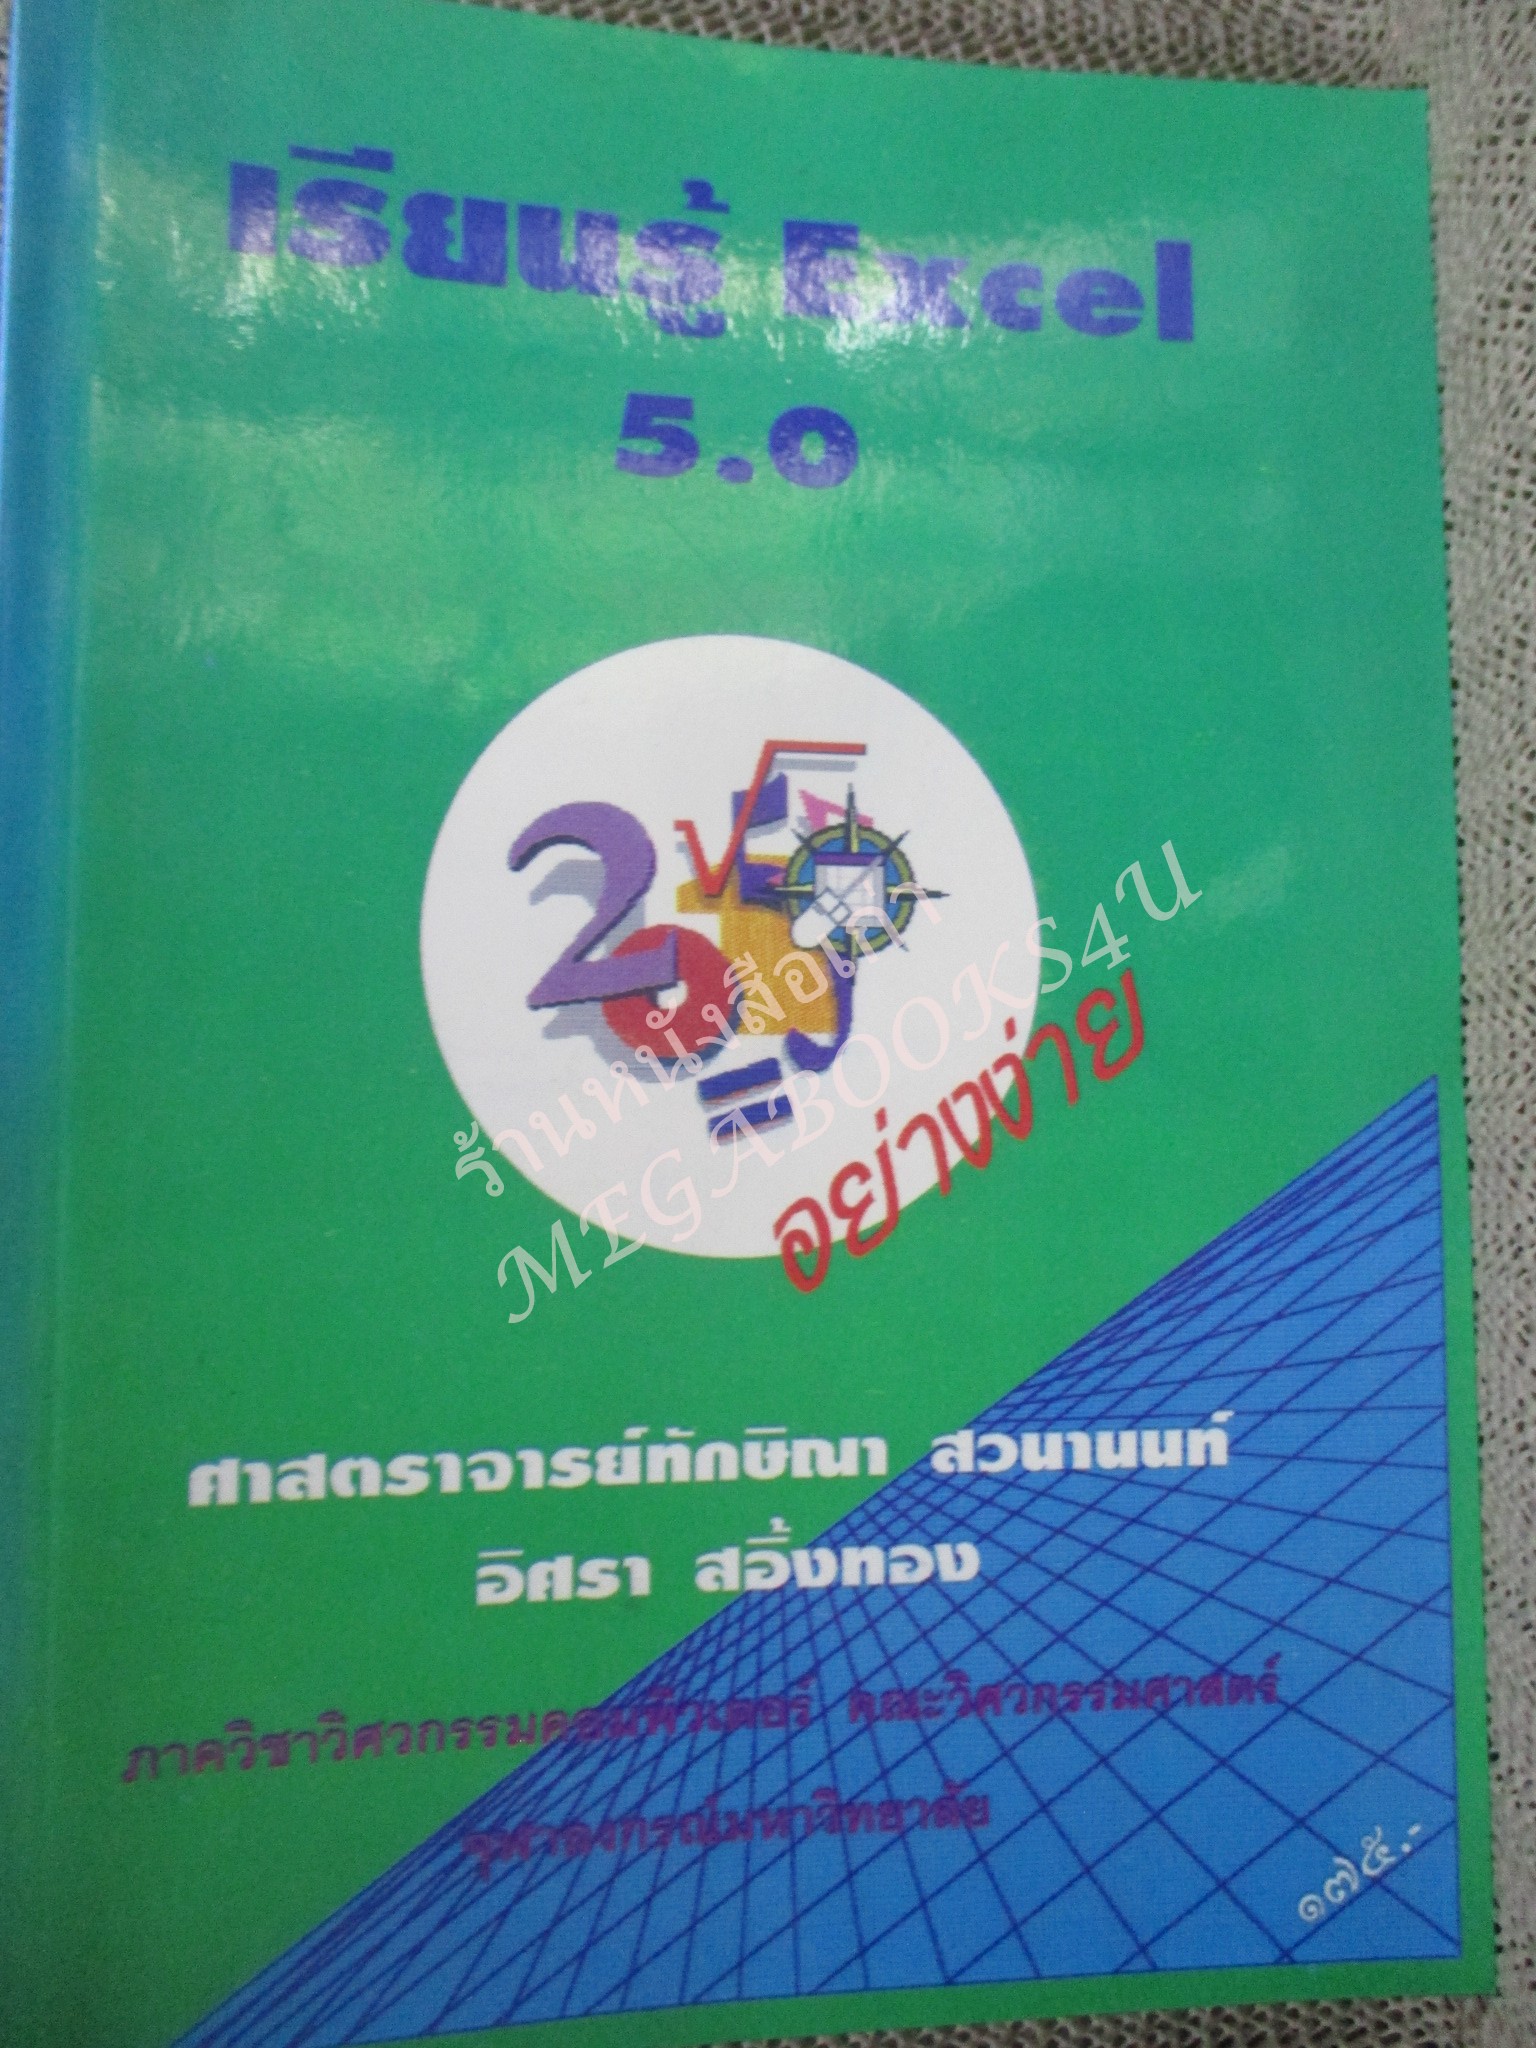 เรียนรู้ Excel
5.0
2
ร้านหนังสือเก่า
MEGABOOKS4U
อย่างง่าย
ศาสตราจารย์ทักษิณา สวนานนท์
อิศรา สอิ้งทอง
ภาควิชาวิศวกรรมคอมพิวเตอร์ คณะวิศวกรรมศาสตร์
จุฬาลงกรณ์มหาวิทยาลัย
๑๗๕.-